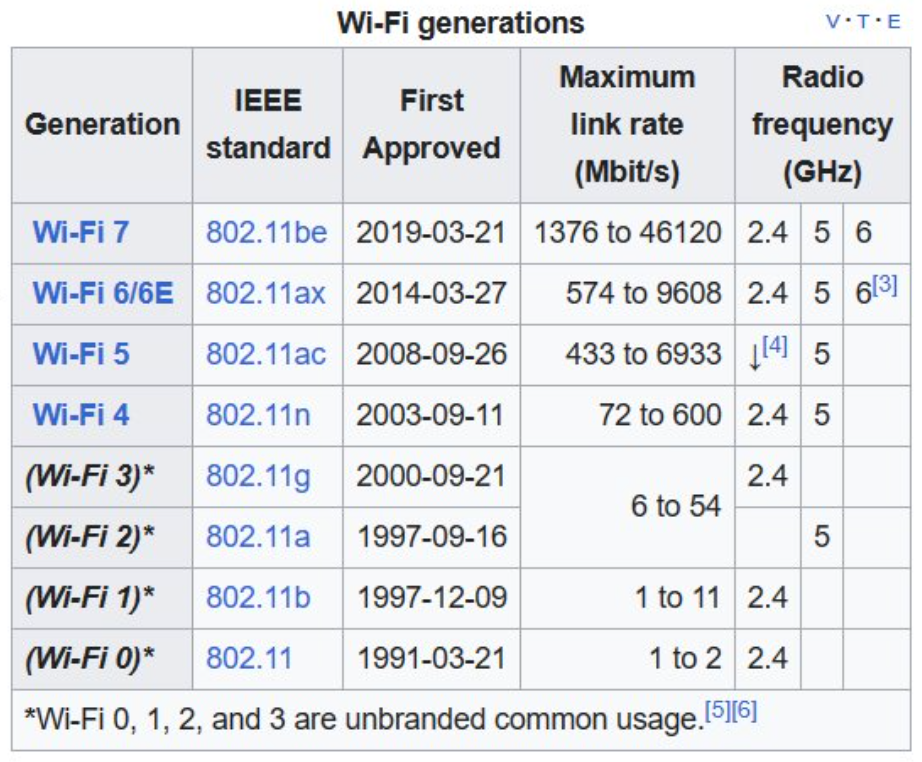 Wi-Fi generations
V · T · E
Generation IEEE standard First Approved Maximum link rate (Mbit/s) Radio frequency (GHz)
Wi-Fi 7 802.11be 2019-03-21 1376 to 46120 2.4 5 6
Wi-Fi 6/6E 802.11ax 2014-03-27 574 to 9608 2.4 5 6[3]
Wi-Fi 5 802.11ac 2008-09-26 433 to 6933 ↓[4] 5
Wi-Fi 4 802.11n 2003-09-11 72 to 600 2.4 5
(Wi-Fi 3)* 802.11g 2000-09-21 6 to 54 2.4
(Wi-Fi 2)* 802.11a 1997-09-16 5
(Wi-Fi 1)* 802.11b 1997-12-09 1 to 11 2.4
(Wi-Fi 0)* 802.11 1991-03-21 1 to 2 2.4
*Wi-Fi 0, 1, 2, and 3 are unbranded common usage.[5][6]